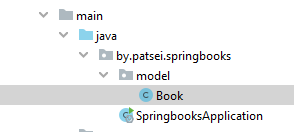 main
java
by.patsei.springbooks
model
Book
SpringbooksApplication